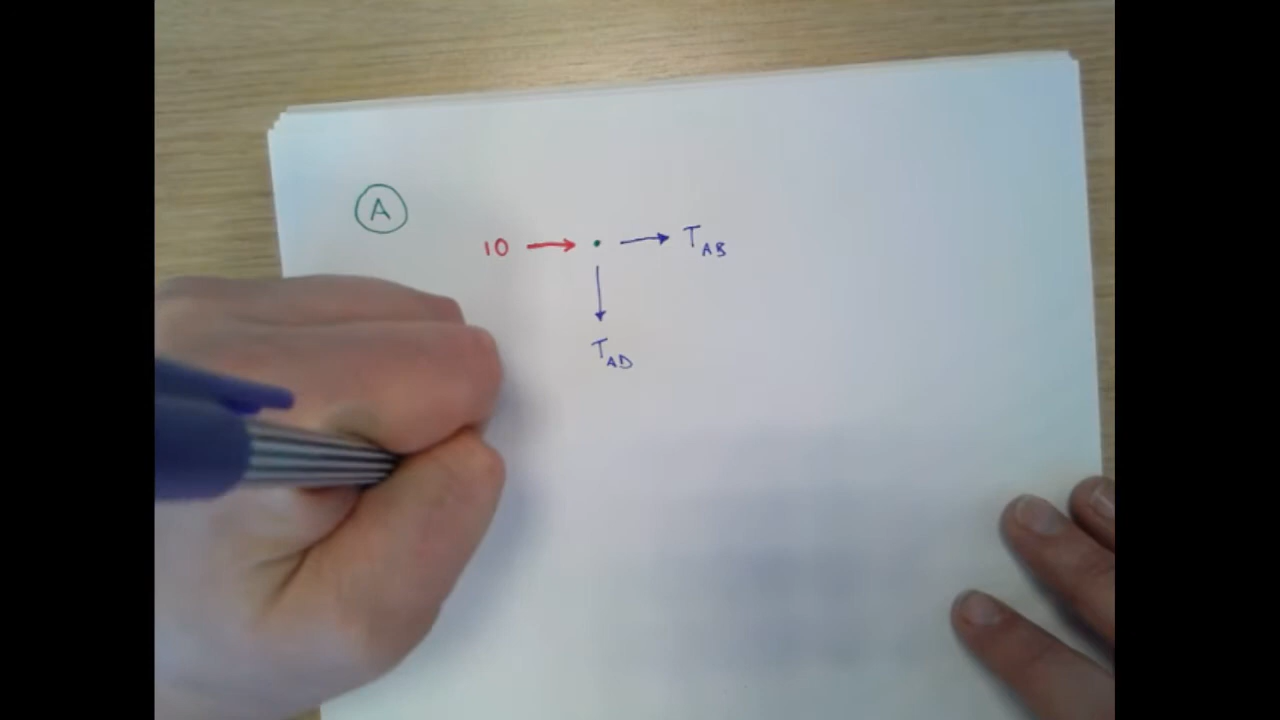 A
10 → · → T_AB
↓
T_AD